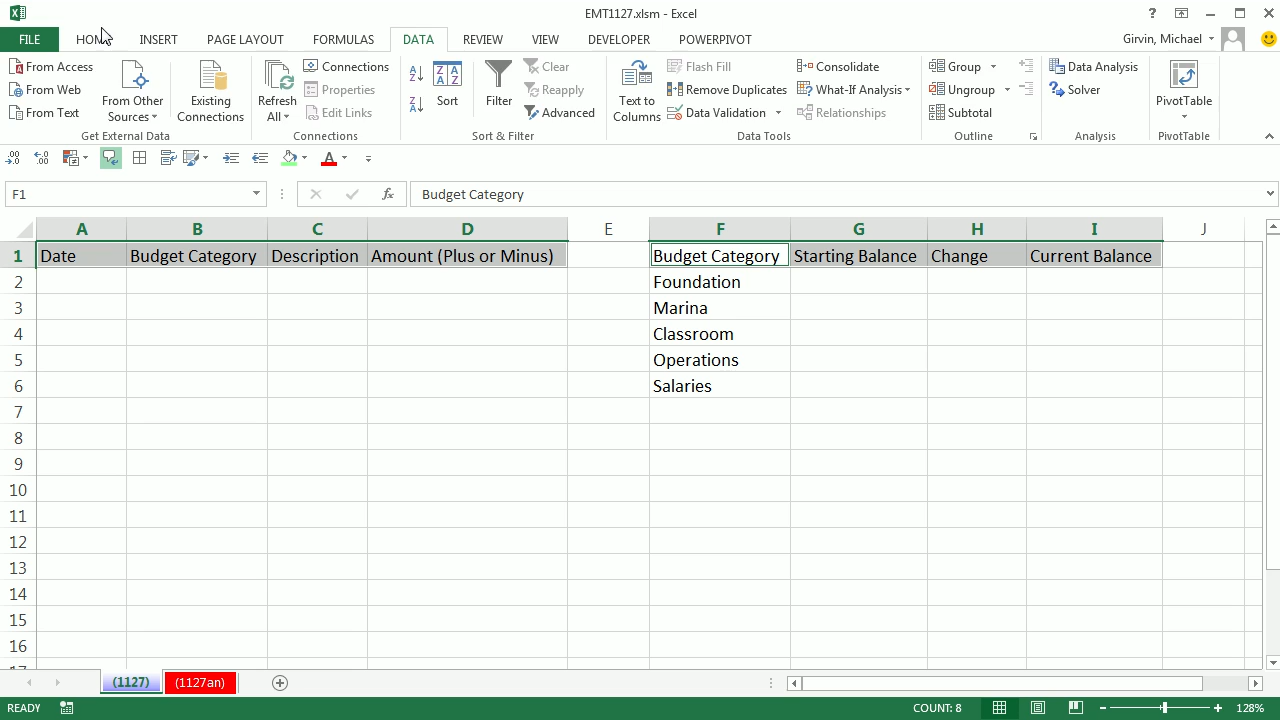 EMT1127.xlsm - Excel
FILE HOME INSERT PAGE LAYOUT FORMULAS DATA REVIEW VIEW DEVELOPER POWERPIVOT Girvin, Michael
From Access
From Web
From Text
From Other Sources
Existing Connections
Get External Data
Refresh All
Connections
Properties
Edit Links
Connections
Sort
Filter
Clear
Reapply
Advanced
Sort & Filter
Text to Columns
Flash Fill
Remove Duplicates
Data Validation
Consolidate
What-If Analysis
Relationships
Data Tools
Group
Ungroup
Subtotal
Outline
Data Analysis
Solver
Analysis
PivotTable
PivotTable
F1 fx Budget Category
A B C D E F G H I J
1 Date Budget Category Description Amount (Plus or Minus) Budget Category Starting Balance Change Current Balance
2 Foundation
3 Marina
4 Classroom
5 Operations
6 Salaries
7
8
9
10
11
12
13
14
15
16
17
(1127) (1127an)
READY COUNT: 8 128%